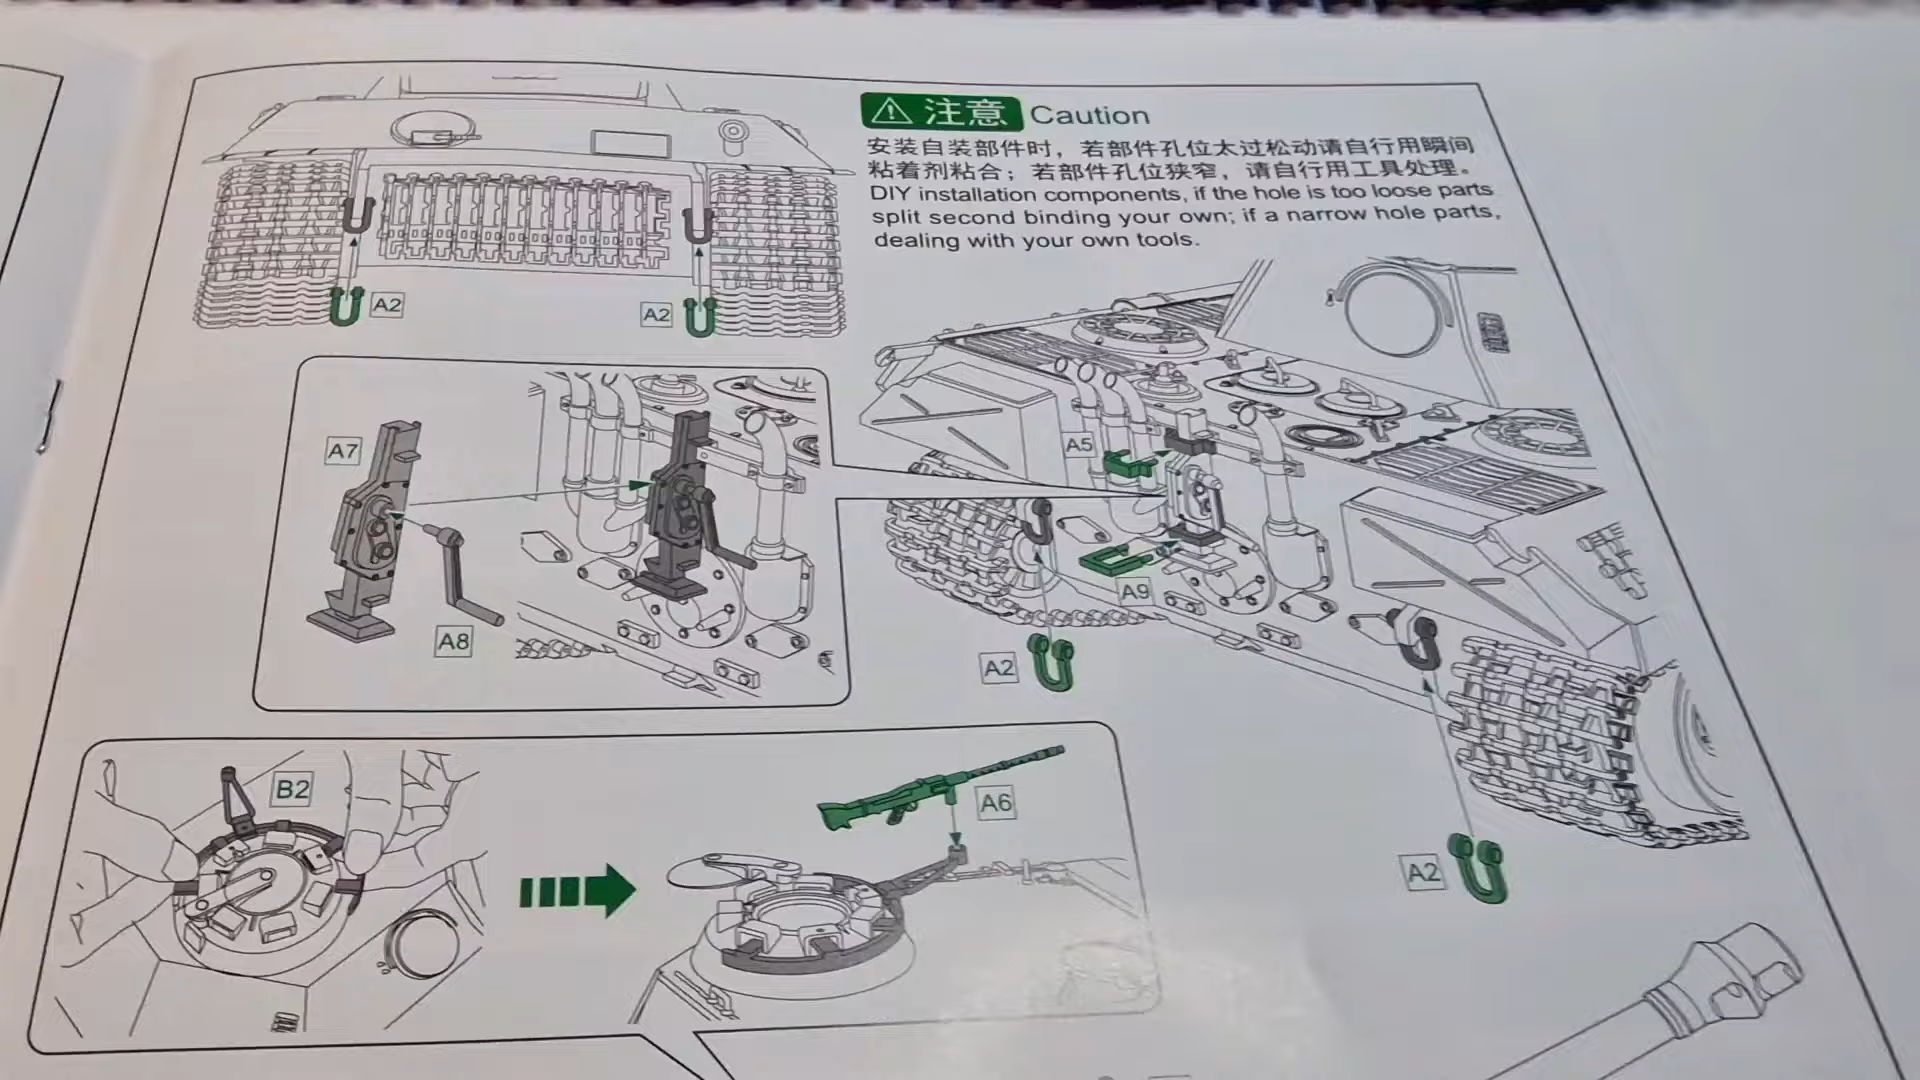 注意 Caution
安装自装部件时，若部件孔位太过松动请自行用瞬间
粘着剂粘合；若部件孔位狭窄，请自行用工具处理。
DIY installation components, if the hole is too loose parts
split second binding your own; if a narrow hole parts,
dealing with your own tools.
A2
A2
A7
A8
A5
A9
A2
A2
B2
A6